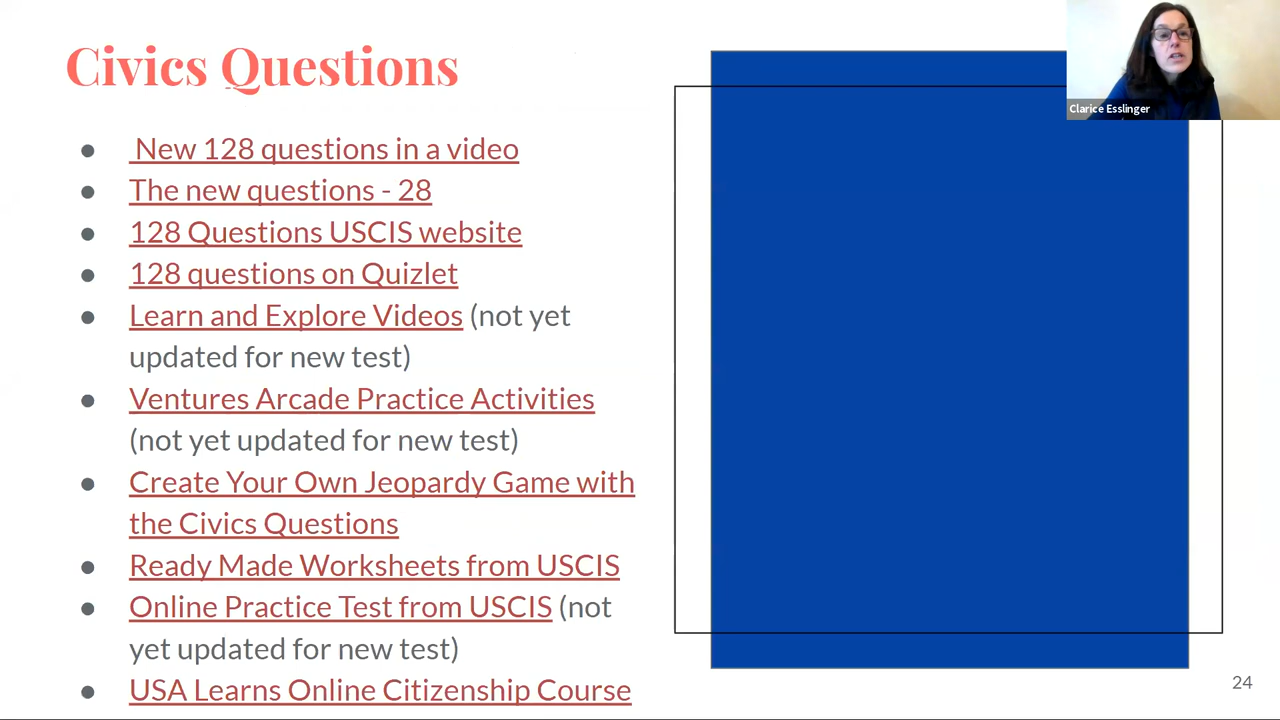 Civics Questions
● New 128 questions in a video
● The new questions - 28
● 128 Questions USCIS website
● 128 questions on Quizlet
● Learn and Explore Videos (not yet
updated for new test)
● Ventures Arcade Practice Activities
(not yet updated for new test)
● Create Your Own Jeopardy Game with
the Civics Questions
● Ready Made Worksheets from USCIS
● Online Practice Test from USCIS (not
yet updated for new test)
● USA Learns Online Citizenship Course
Clarice Esslinger
24